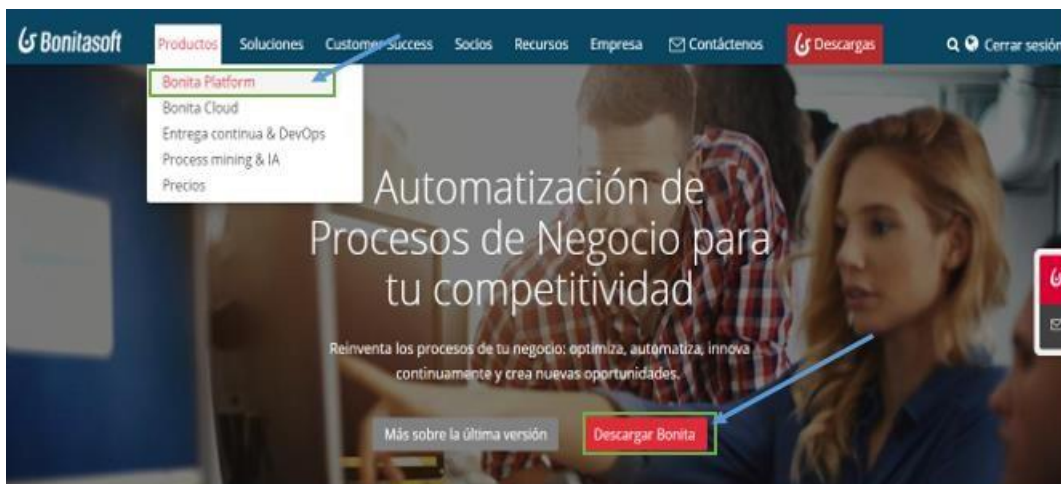 Bonitasoft
Productos Soluciones Customer Success Socios Recursos Empresa Contáctenos Descargas Cerrar sesión
Bonita Platform
Bonita Cloud
Entrega continua & DevOps
Process mining & IA
Precios
Automatización de
Procesos de Negocio para
tu competitividad
Reinventa los procesos de tu negocio: optimiza, automatiza, innova
continuamente y crea nuevas oportunidades.
Más sobre la última versión Descargar Bonita